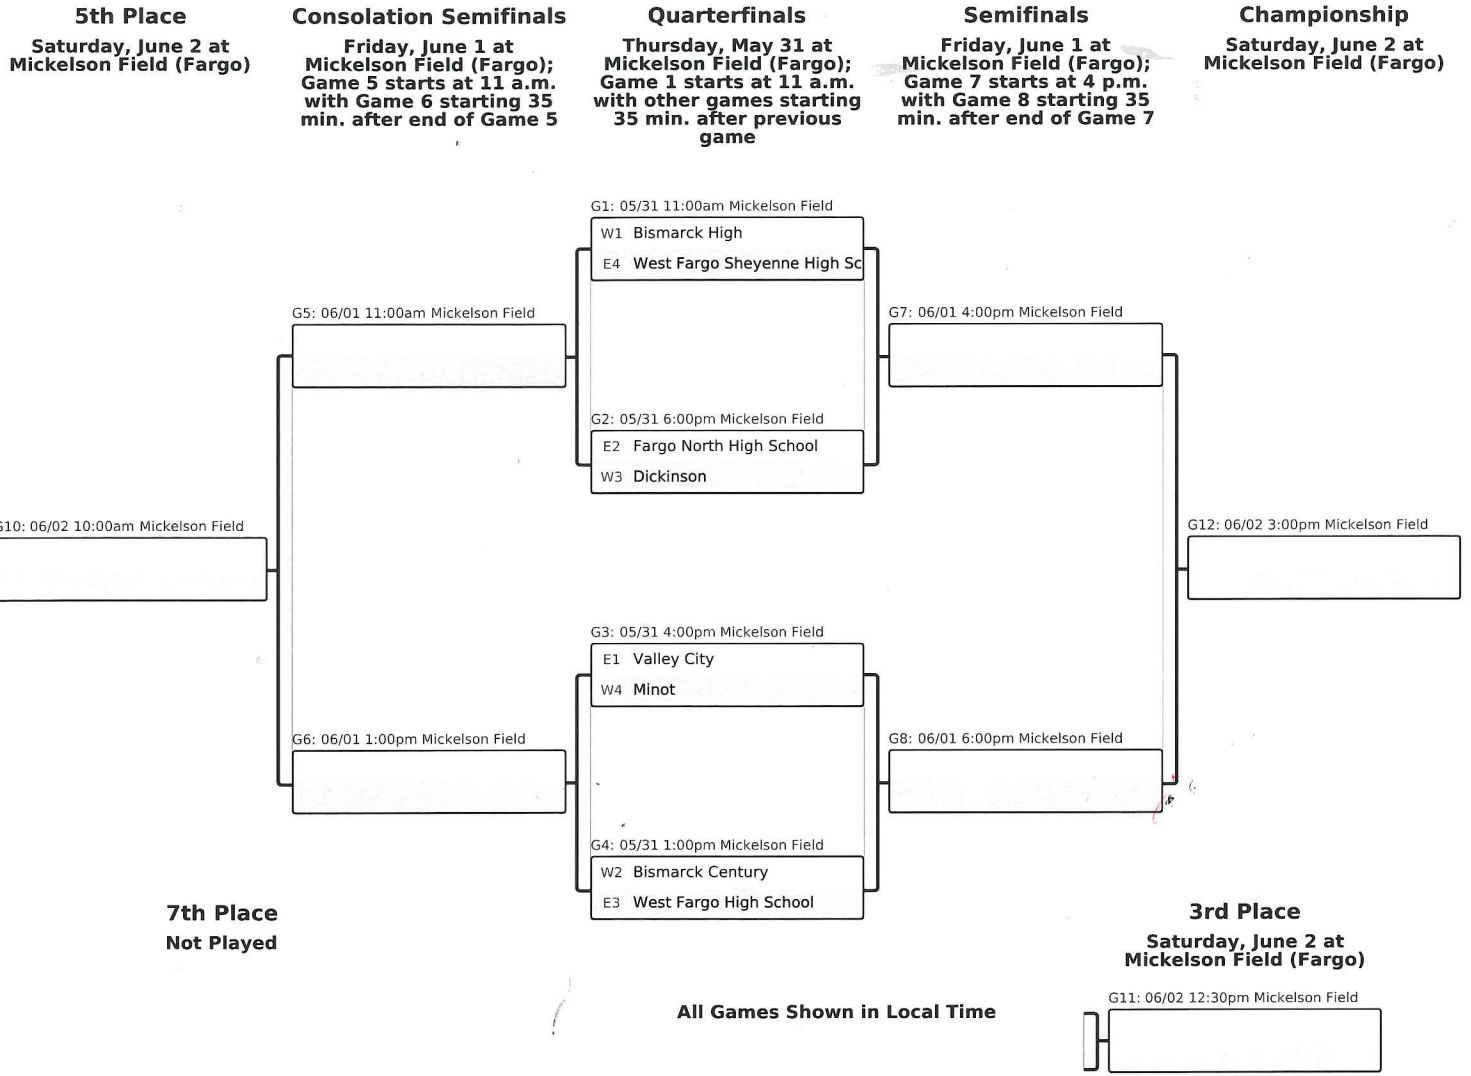 5th Place
Saturday, June 2 at
Mickelson Field (Fargo)
Consolation Semifinals
Friday, June 1 at
Mickelson Field (Fargo);
Game 5 starts at 11 a.m.
with Game 6 starting 35
min. after end of Game 5
Quarterfinals
Thursday, May 31 at
Mickelson Field (Fargo);
Game 1 starts at 11 a.m.
with other games starting
35 min. after previous
game
Semifinals
Friday, June 1 at
Mickelson Field (Fargo);
Game 7 starts at 4 p.m.
with Game 8 starting 35
min. after end of Game 7
Championship
Saturday, June 2 at
Mickelson Field (Fargo)
G1: 05/31 11:00am Mickelson Field
W1 Bismarck High
E4 West Fargo Sheyenne High Sc
G5: 06/01 11:00am Mickelson Field
G7: 06/01 4:00pm Mickelson Field
G2: 05/31 6:00pm Mickelson Field
E2 Fargo North High School
W3 Dickinson
G10: 06/02 10:00am Mickelson Field
G12: 06/02 3:00pm Mickelson Field
G3: 05/31 4:00pm Mickelson Field
E1 Valley City
W4 Minot
G6: 06/01 1:00pm Mickelson Field
G8: 06/01 6:00pm Mickelson Field
G4: 05/31 1:00pm Mickelson Field
W2 Bismarck Century
E3 West Fargo High School
7th Place
Not Played
3rd Place
Saturday, June 2 at
Mickelson Field (Fargo)
G11: 06/02 12:30pm Mickelson Field
All Games Shown in Local Time